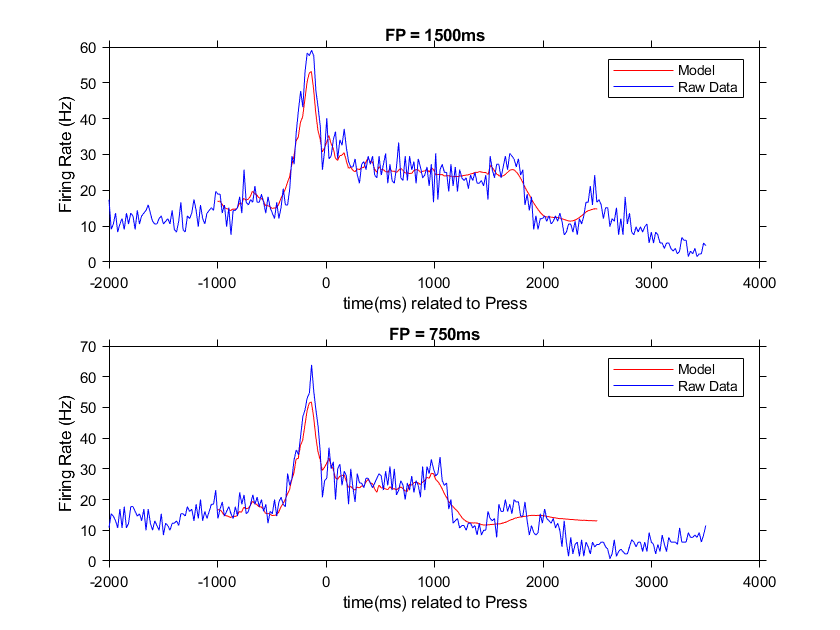 FP = 1500ms
60
50
40
30
20
10
0
Firing Rate (Hz)
Model
Raw Data
-2000 -1000 0 1000 2000 3000 4000
time(ms) related to Press
FP = 750ms
70
60
50
40
30
20
10
0
Firing Rate (Hz)
Model
Raw Data
-2000 -1000 0 1000 2000 3000 4000
time(ms) related to Press